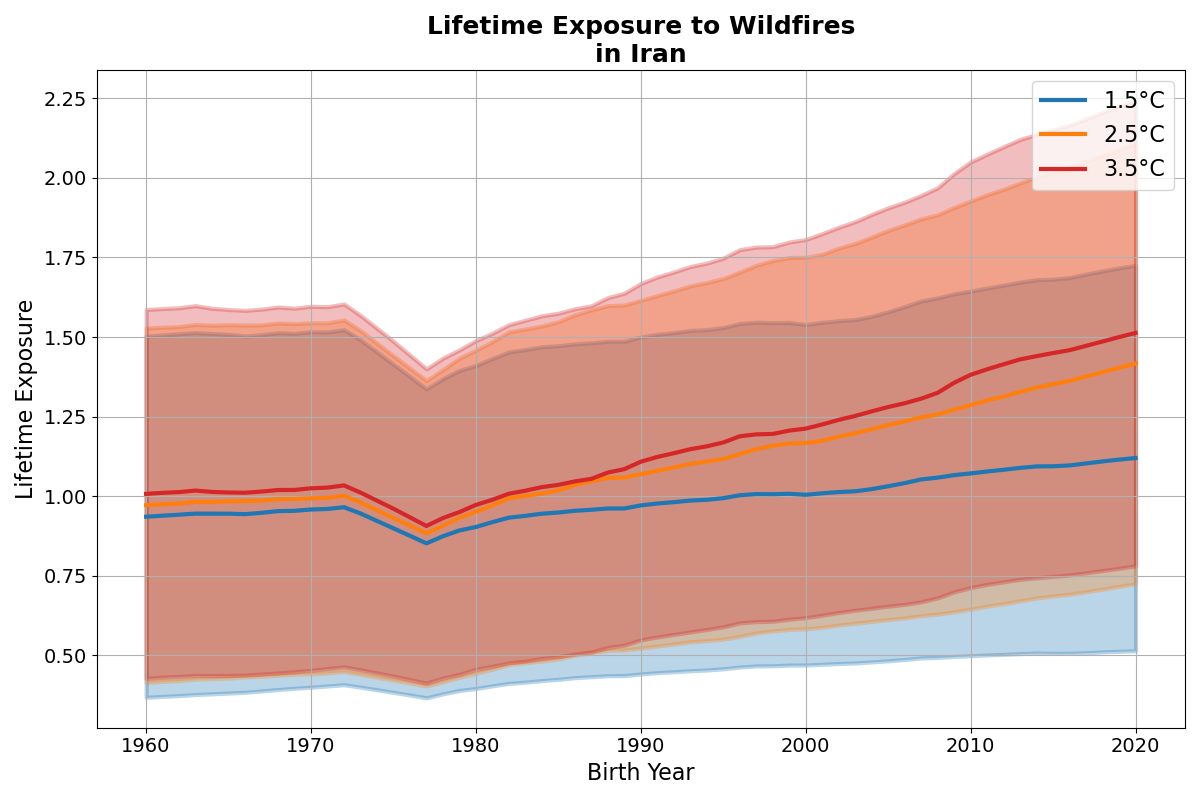 Lifetime Exposure to Wildfires
in Iran
2.25
2.00
1.75
1.50
1.25
1.00
0.75
0.50
Lifetime Exposure
1.5°C
2.5°C
3.5°C
1960
1970
1980
1990
2000
2010
2020
Birth Year